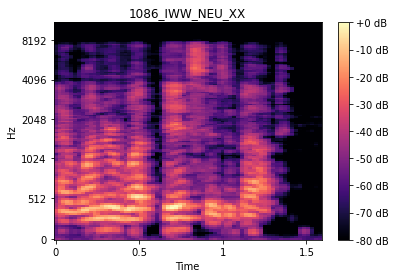 1086_IWW_NEU_XX
8192
4096
2048
1024
512
0
Hz
0
0.5
1
1.5
Time
+0 dB
-10 dB
-20 dB
-30 dB
-40 dB
-50 dB
-60 dB
-70 dB
-80 dB